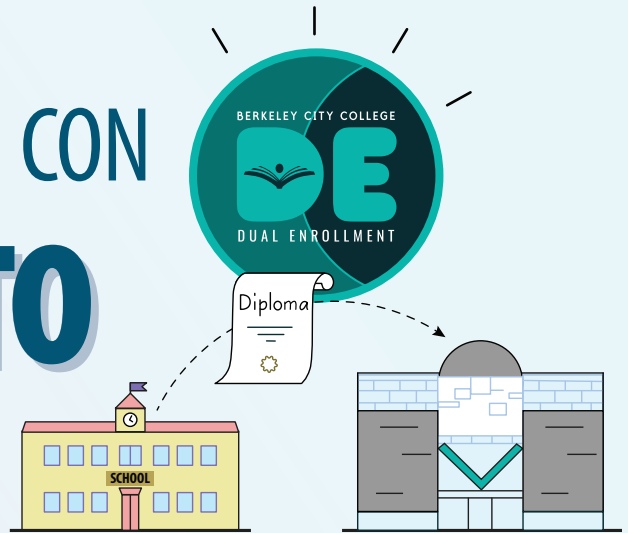 CON
TO
BERKELEY CITY COLLEGE
DE
DUAL ENROLLMENT
Diploma
SCHOOL